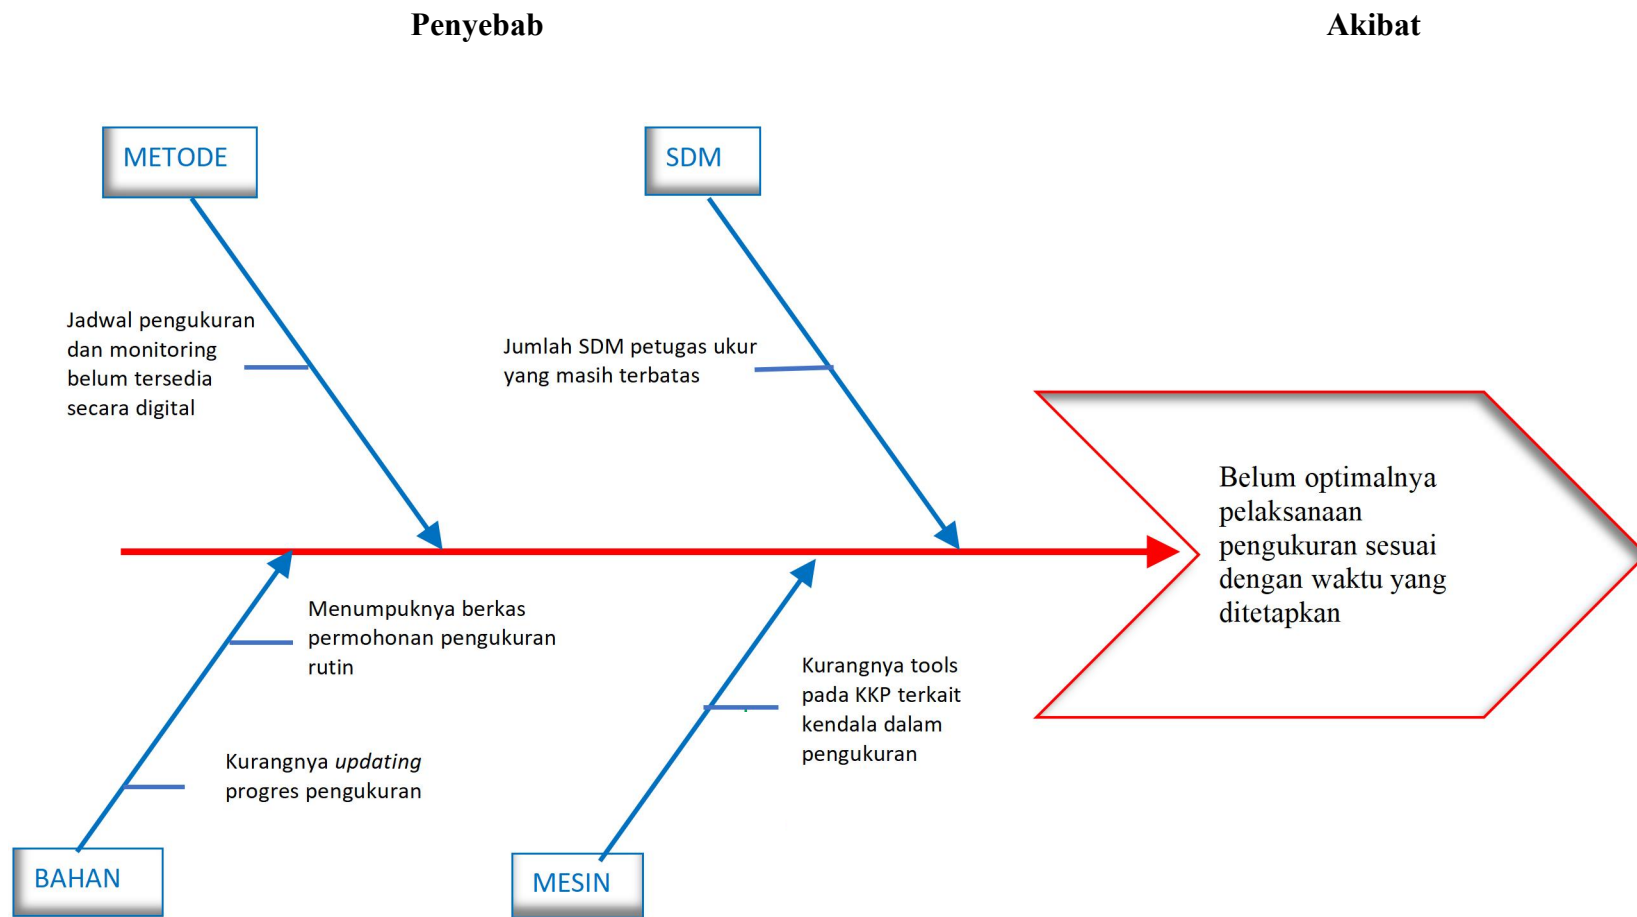 Penyebab
Akibat
METODE
SDM
Jadwal pengukuran
dan monitoring
belum tersedia
secara digital
Jumlah SDM petugas ukur
yang masih terbatas
Belum optimalnya
pelaksanaan
pengukuran sesuai
dengan waktu yang
ditetapkan
Menumpuknya berkas
permohonan pengukuran
rutin
Kurangnya updating
progres pengukuran
Kurangnya tools
pada KKP terkait
kendala dalam
pengukuran
BAHAN
MESIN